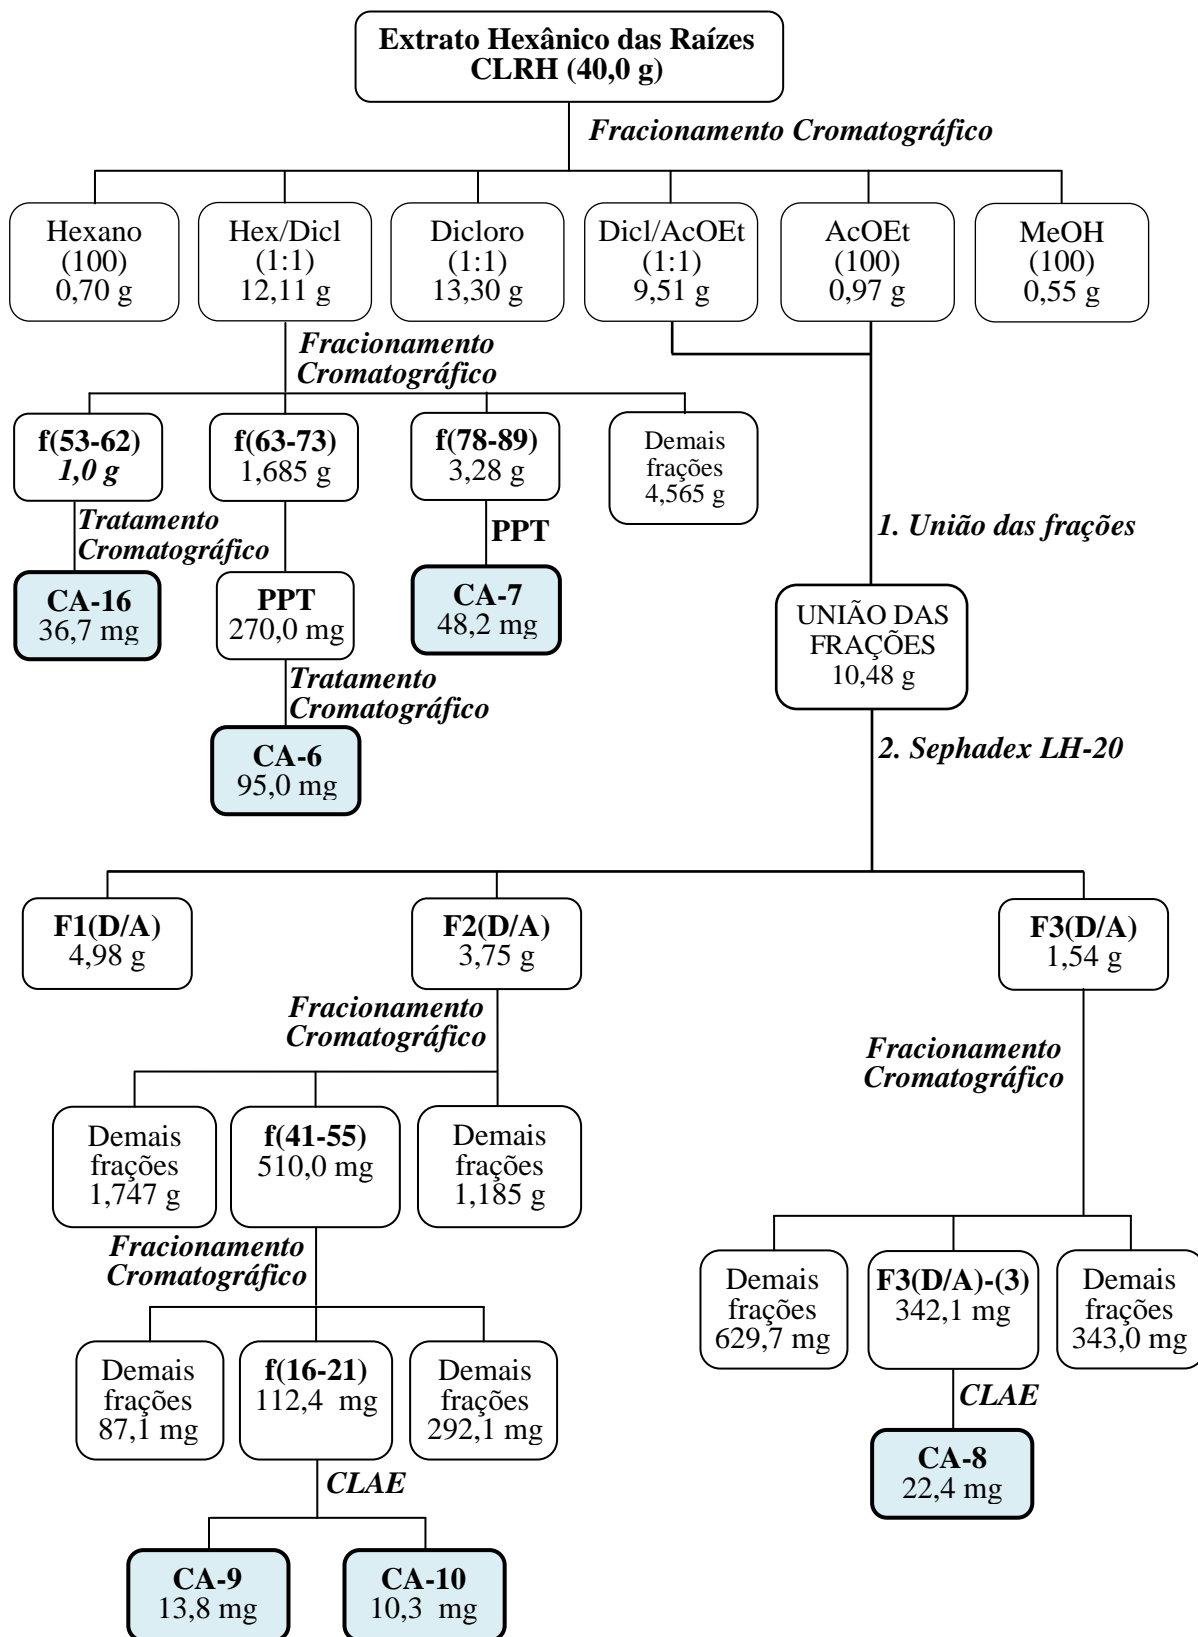 Extrato Hexânico das Raízes
CLRH (40,0 g)
Fracionamento Cromatográfico
Hexano
(100)
0,70 g
Hex/Dicl
(1:1)
12,11 g
Dicloro
(1:1)
13,30 g
Dicl/AcOEt
(1:1)
9,51 g
AcOEt
(100)
0,97 g
MeOH
(100)
0,55 g
Fracionamento
Cromatográfico
f(53-62)
1,0 g
f(63-73)
1,685 g
f(78-89)
3,28 g
Demais
frações
4,565 g
Tratamento
Cromatográfico
PPT
1. União das frações
CA-16
36,7 mg
PPT
270,0 mg
CA-7
48,2 mg
UNIÃO DAS
FRAÇÕES
10,48 g
Tratamento
Cromatográfico
CA-6
95,0 mg
2. Sephadex LH-20
F1(D/A)
4,98 g
F2(D/A)
3,75 g
F3(D/A)
1,54 g
Fracionamento
Cromatográfico
Fracionamento
Cromatográfico
Demais
frações
1,747 g
f(41-55)
510,0 mg
Demais
frações
1,185 g
Fracionamento
Cromatográfico
Demais
frações
629,7 mg
F3(D/A)-(3)
342,1 mg
Demais
frações
343,0 mg
Demais
frações
87,1 mg
f(16-21)
112,4 mg
Demais
frações
292,1 mg
CLAE
CA-8
22,4 mg
CLAE
CA-9
13,8 mg
CA-10
10,3 mg